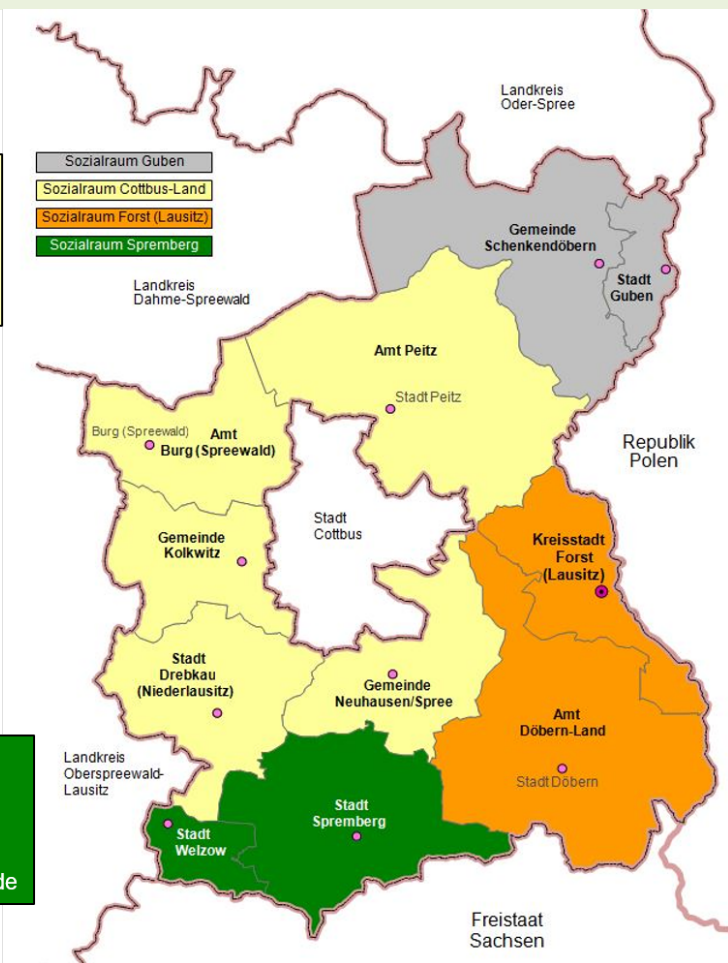 Landkreis
Oder-Spree
Sozialraum Guben
Sozialraum Cottbus-Land
Sozialraum Forst (Lausitz)
Sozialraum Spremberg
Gemeinde
Schenkendöbern
Stadt
Guben
Landkreis
Dahme-Spreewald
Amt Peitz
Stadt Peitz
Burg (Spreewald)
Amt
Burg (Spreewald)
Republik
Polen
Stadt
Cottbus
Gemeinde
Kolkwitz
Kreisstadt
Forst
(Lausitz)
Stadt
Drebkau
(Niederlausitz)
Gemeinde
Neuhausen/Spree
Amt
Döbern-Land
Stadt Döbern
Landkreis
Oberspreewald-
Lausitz
Stadt
Spremberg
Stadt
Welzow
de
Freistaat
Sachsen